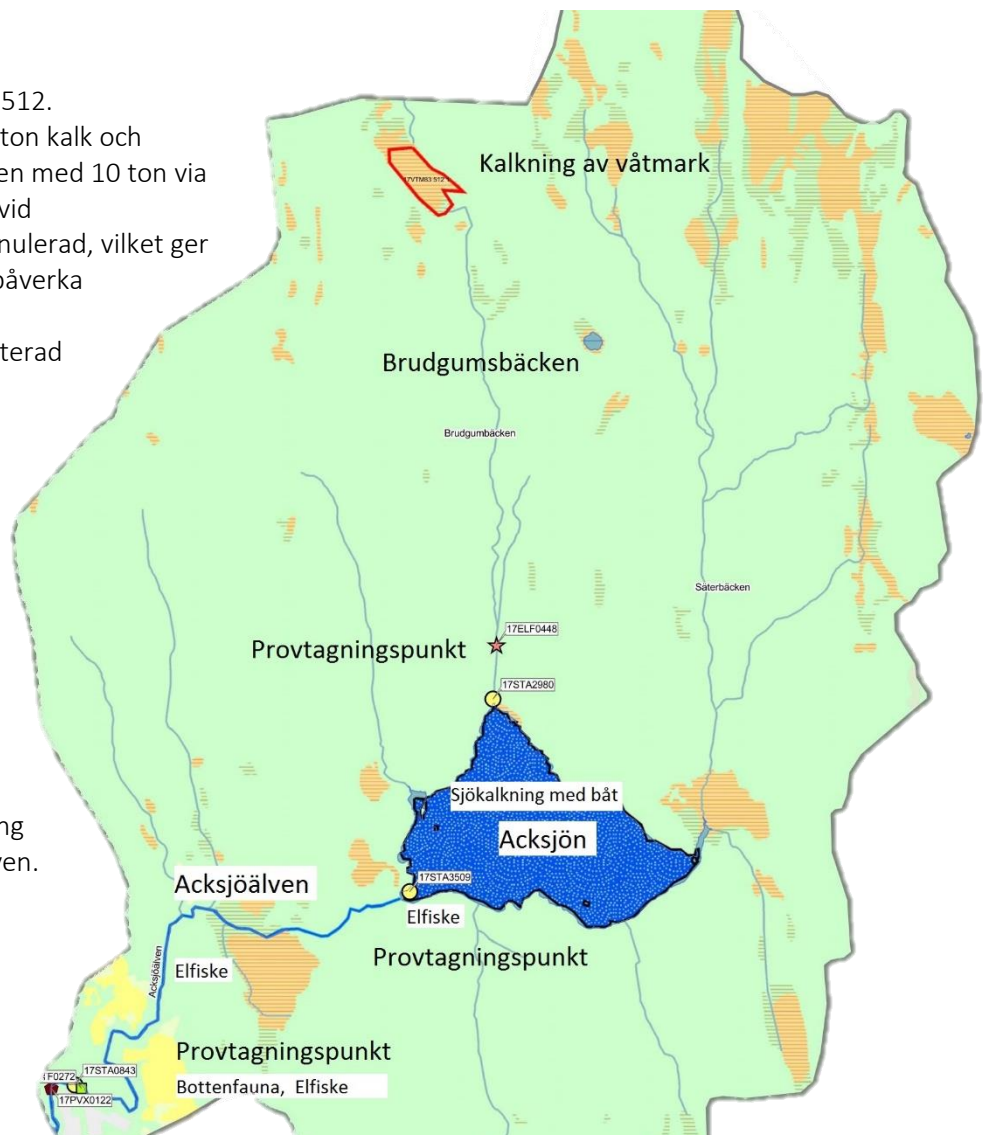 512.
ton kalk och
en med 10 ton via
vid
nulerad, vilket ger
påverka
terad
ng
ven.
Kalkning av våtmark
Brudgumsbäcken
Brudgumbäcken
Säterbäcken
Provtagningspunkt
17ELF0448
17STA2980
Sjökalkning med båt
Acksjön
17STA3509
Acksjöälven
Elfiske
Provtagningspunkt
Acksjöälven
Elfiske
Provtagningspunkt
Bottenfauna, Elfiske
17STA0843
F0272
17PVX0122